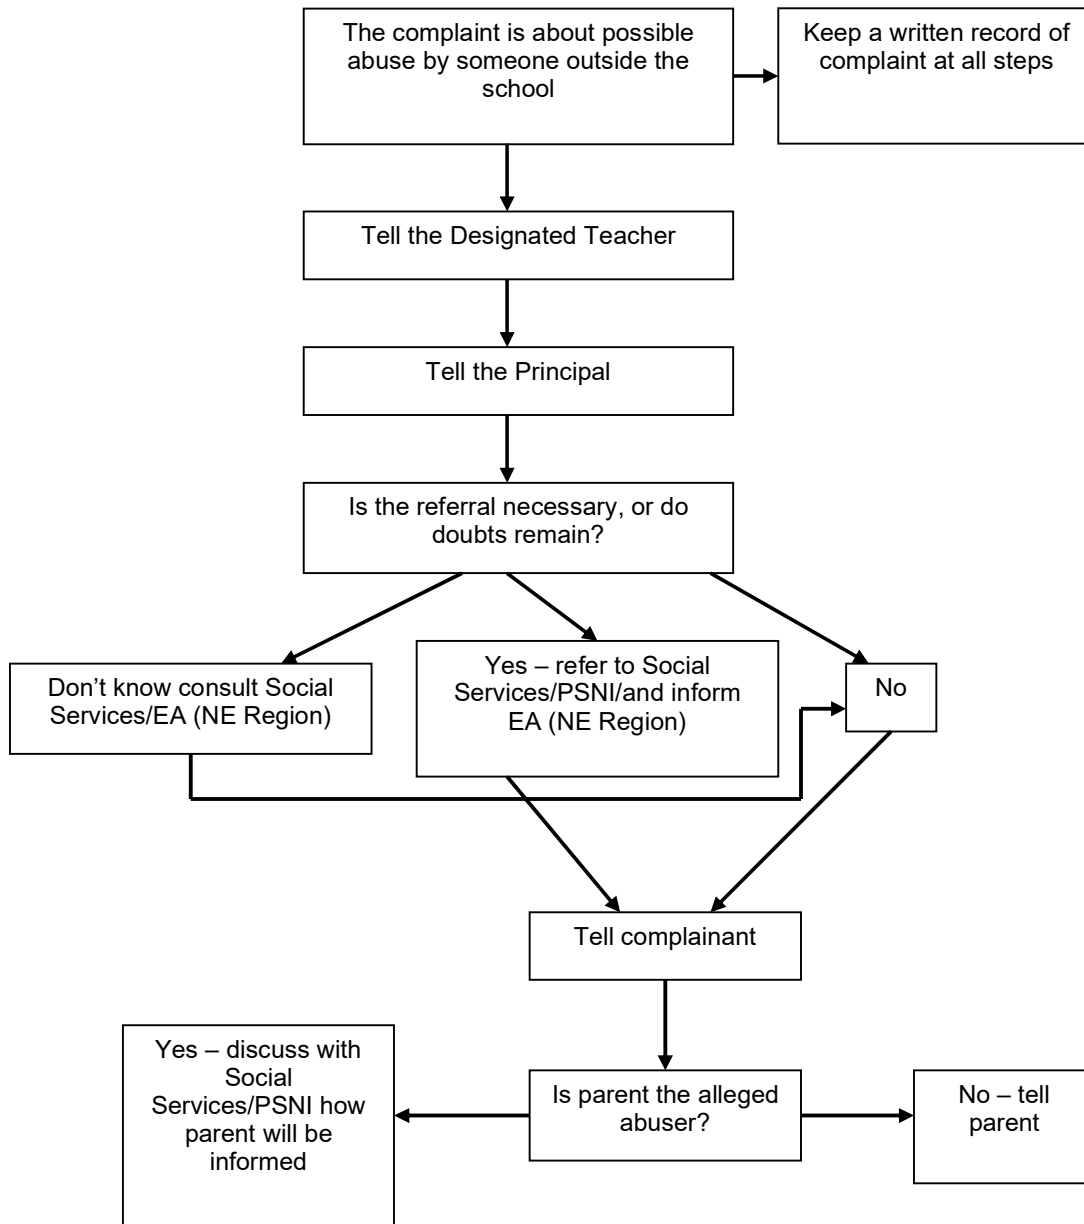 The complaint is about possible
abuse by someone outside the
school
Keep a written record of
complaint at all steps
Tell the Designated Teacher
Tell the Principal
Is the referral necessary, or do
doubts remain?
Don’t know consult Social
Services/EA (NE Region)
Yes – refer to Social
Services/PSNI/and inform
EA (NE Region)
No
Tell complainant
Yes – discuss with
Social
Services/PSNI how
parent will be
informed
Is parent the alleged
abuser?
No – tell
parent